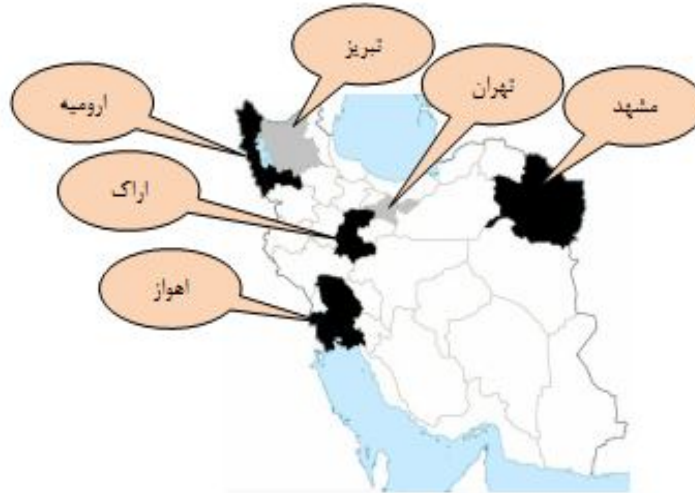 تبریز
تهران
مشهد
ارومیه
اراک
اهواز